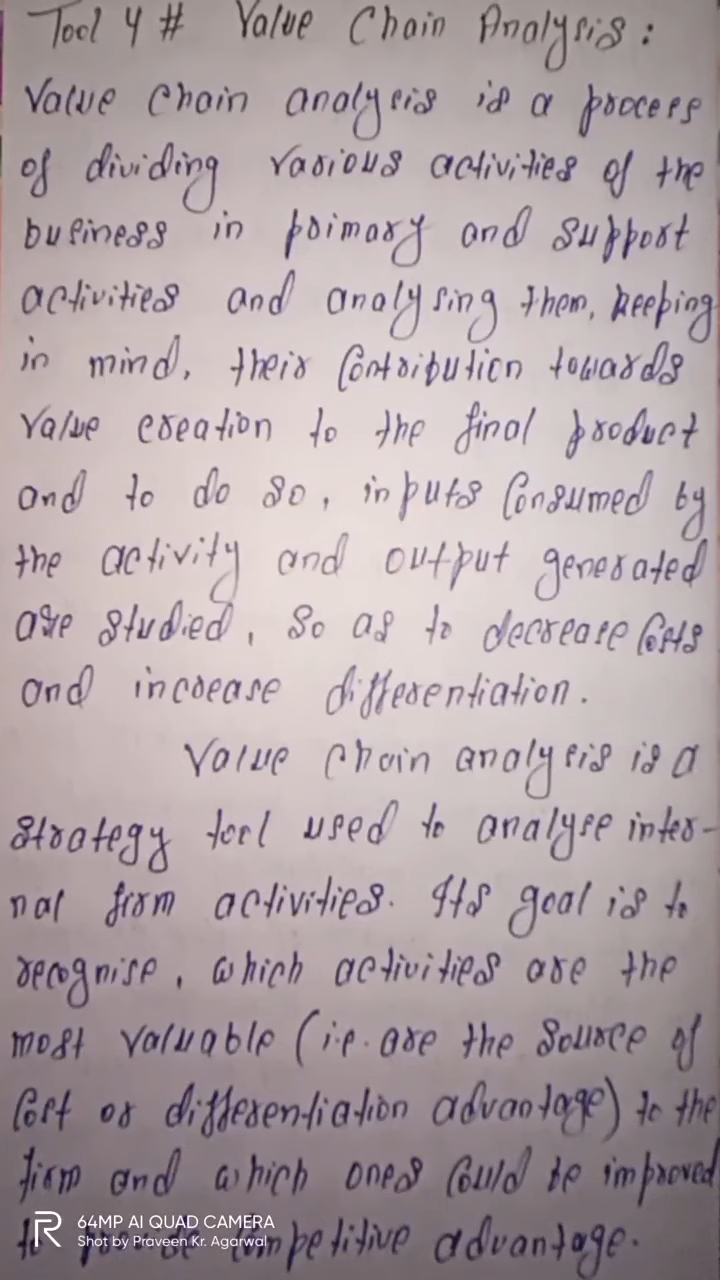 Tool 4 # Value Chain Analysis :
Value Chain analysis is a process
of dividing various activities of the
business in primary and support
activities and analysing them, keeping
in mind, their Contribution towards
Value creation to the final product
and to do so, inputs Consumed by
the activity and output generated
are studied, so as to decrease Costs
and increase differentiation.
Value chain analysis is a
strategy tool used to analyse inter-
nal firm activities. Its goal is to
recognise, which activities are the
most valuable (i.e. are the source of
Cost or differentiation advantage) to the
firm and which ones Could be improved
to competitive advantage.
64MP AI QUAD CAMERA
Shot by Praveen Kr. Agarwal